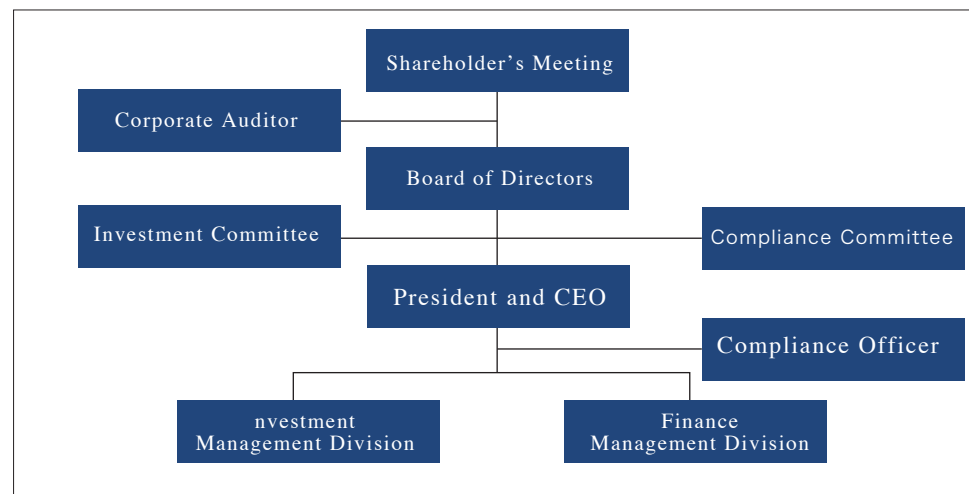 Shareholder’s Meeting
Corporate Auditor
Board of Directors
Investment Committee
Compliance Committee
President and CEO
Compliance Officer
nvestment
Management Division
Finance
Management Division